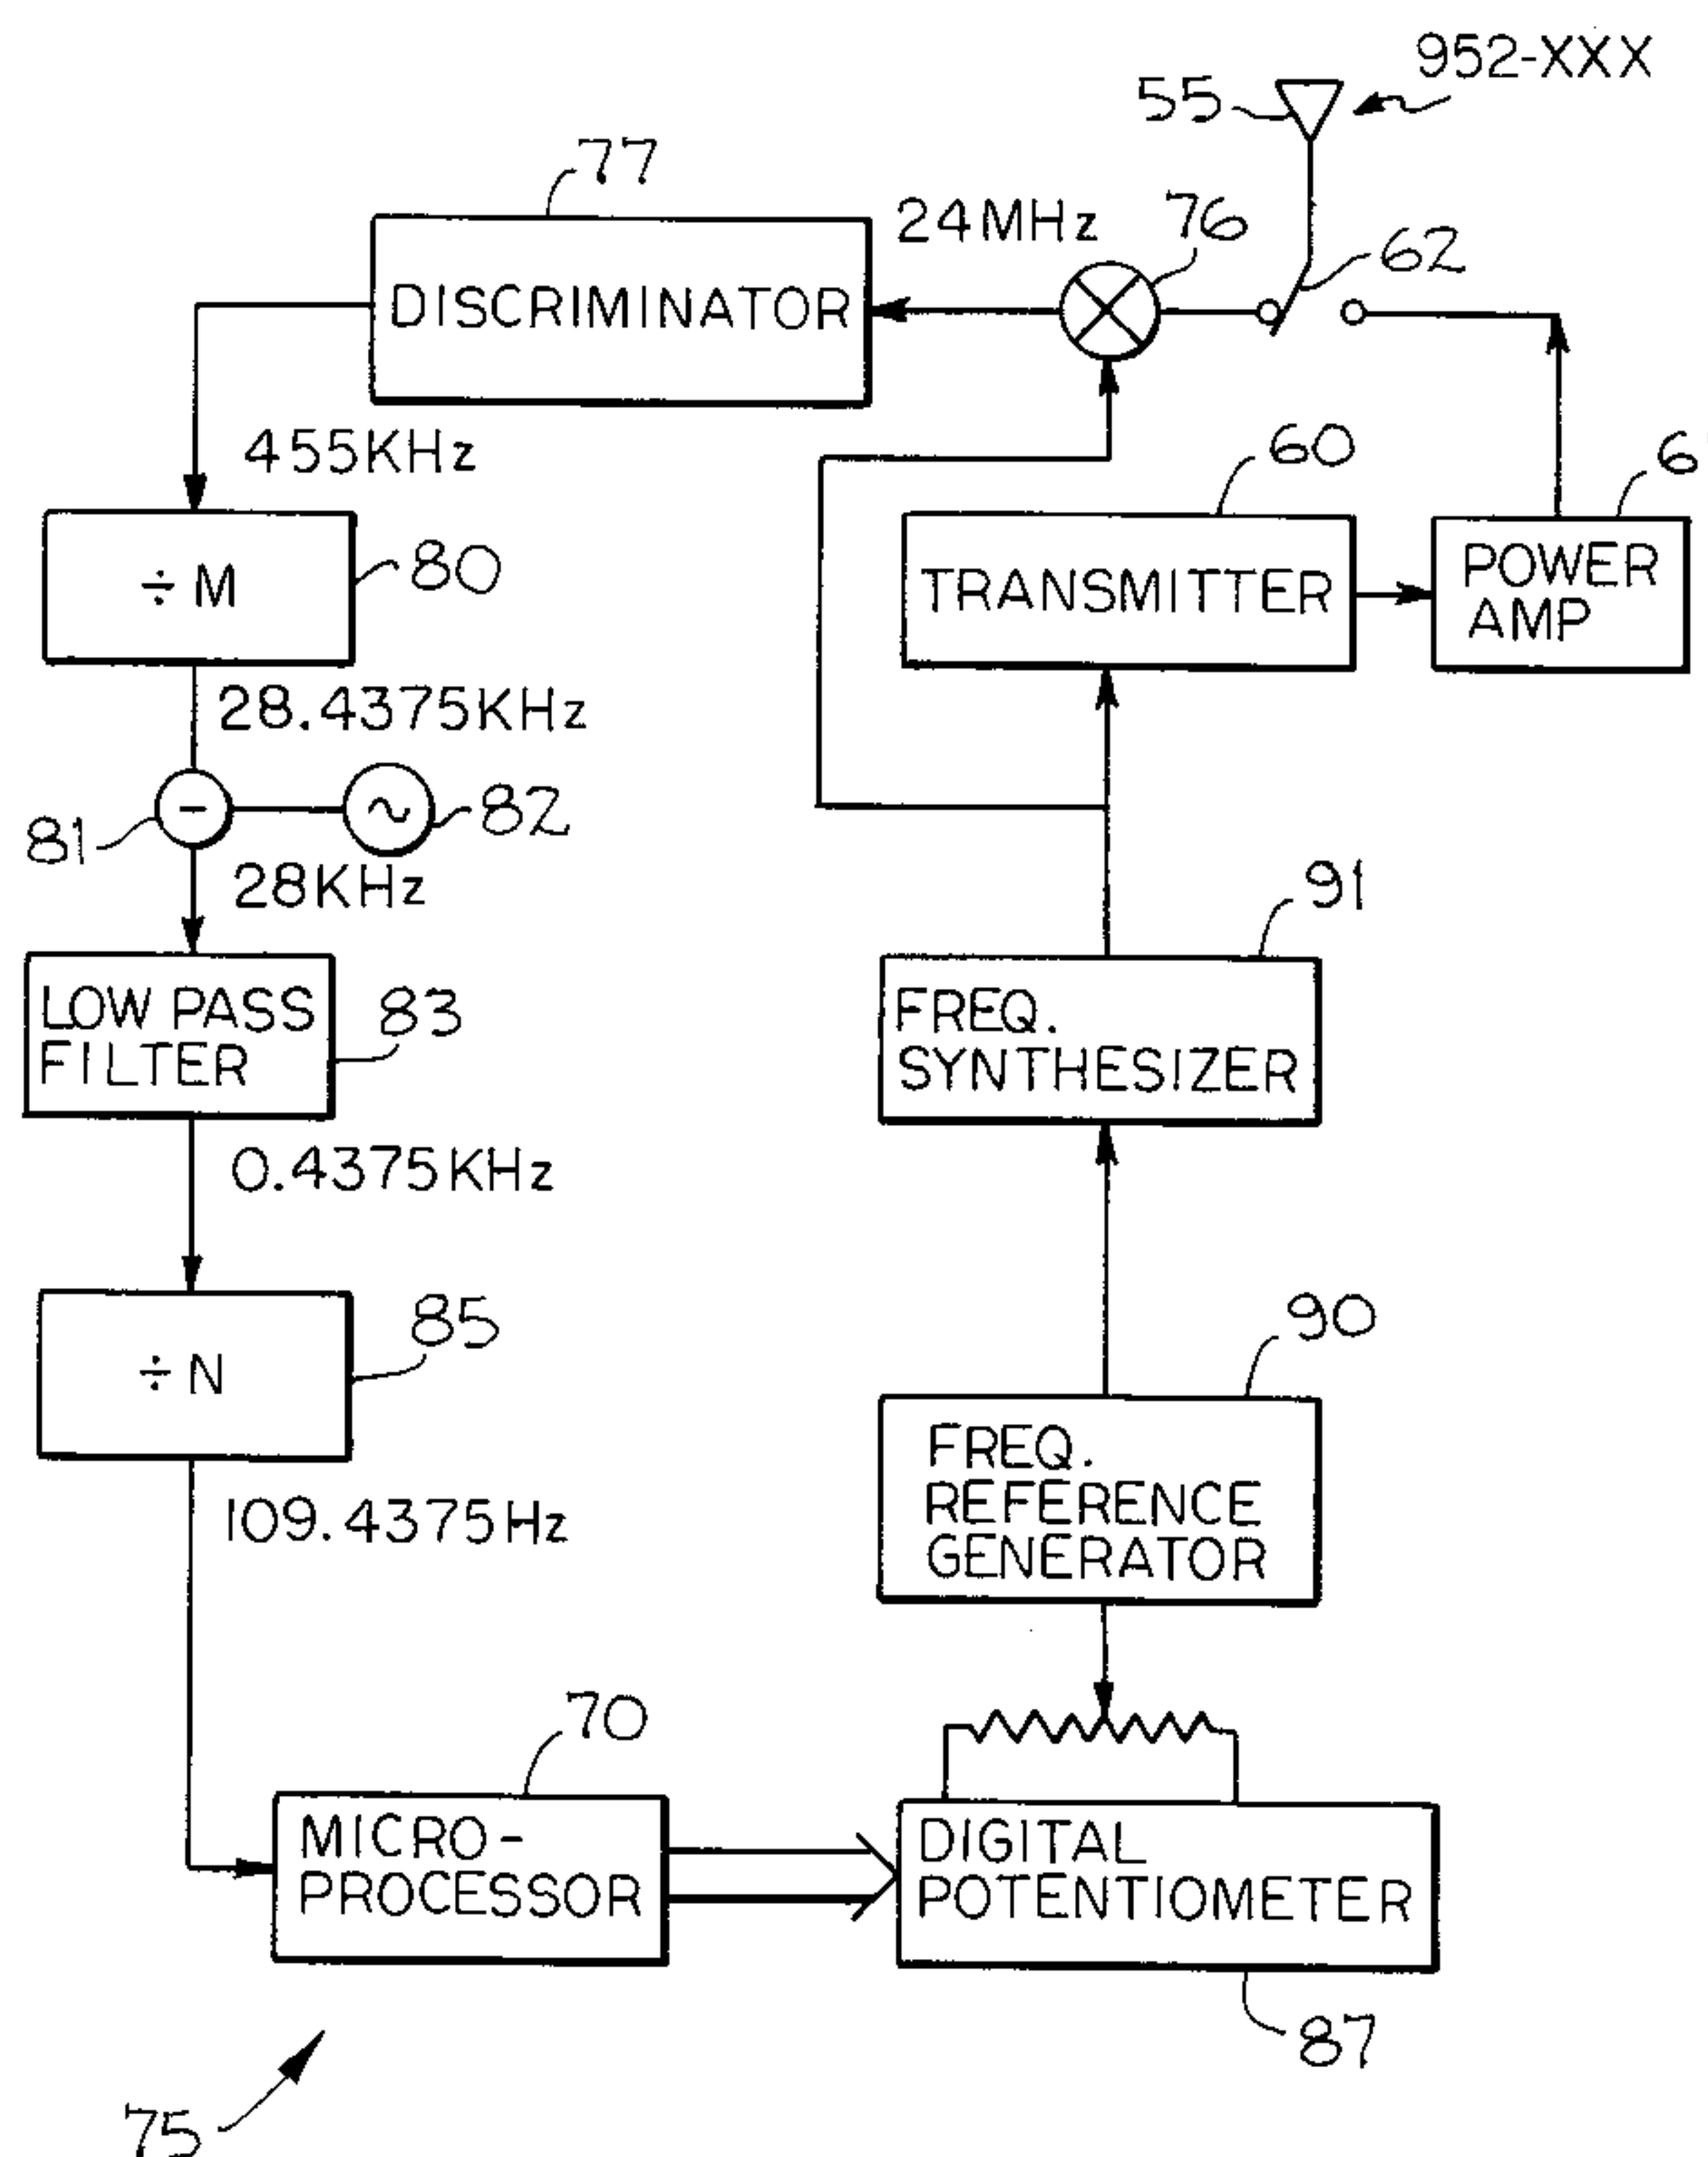 952-XXX
55
77
24MHz
76
62
DISCRIMINATOR
455KHz
60
6
÷ M
80
TRANSMITTER
POWER
AMP
28.4375KHz
-
~
82
81
28KHz
91
LOW PASS
FILTER
83
FREQ.
SYNTHESIZER
0.4375KHz
÷ N
85
90
109.4375Hz
FREQ.
REFERENCE
GENERATOR
70
MICRO-
PROCESSOR
DIGITAL
POTENTIOMETER
87
75